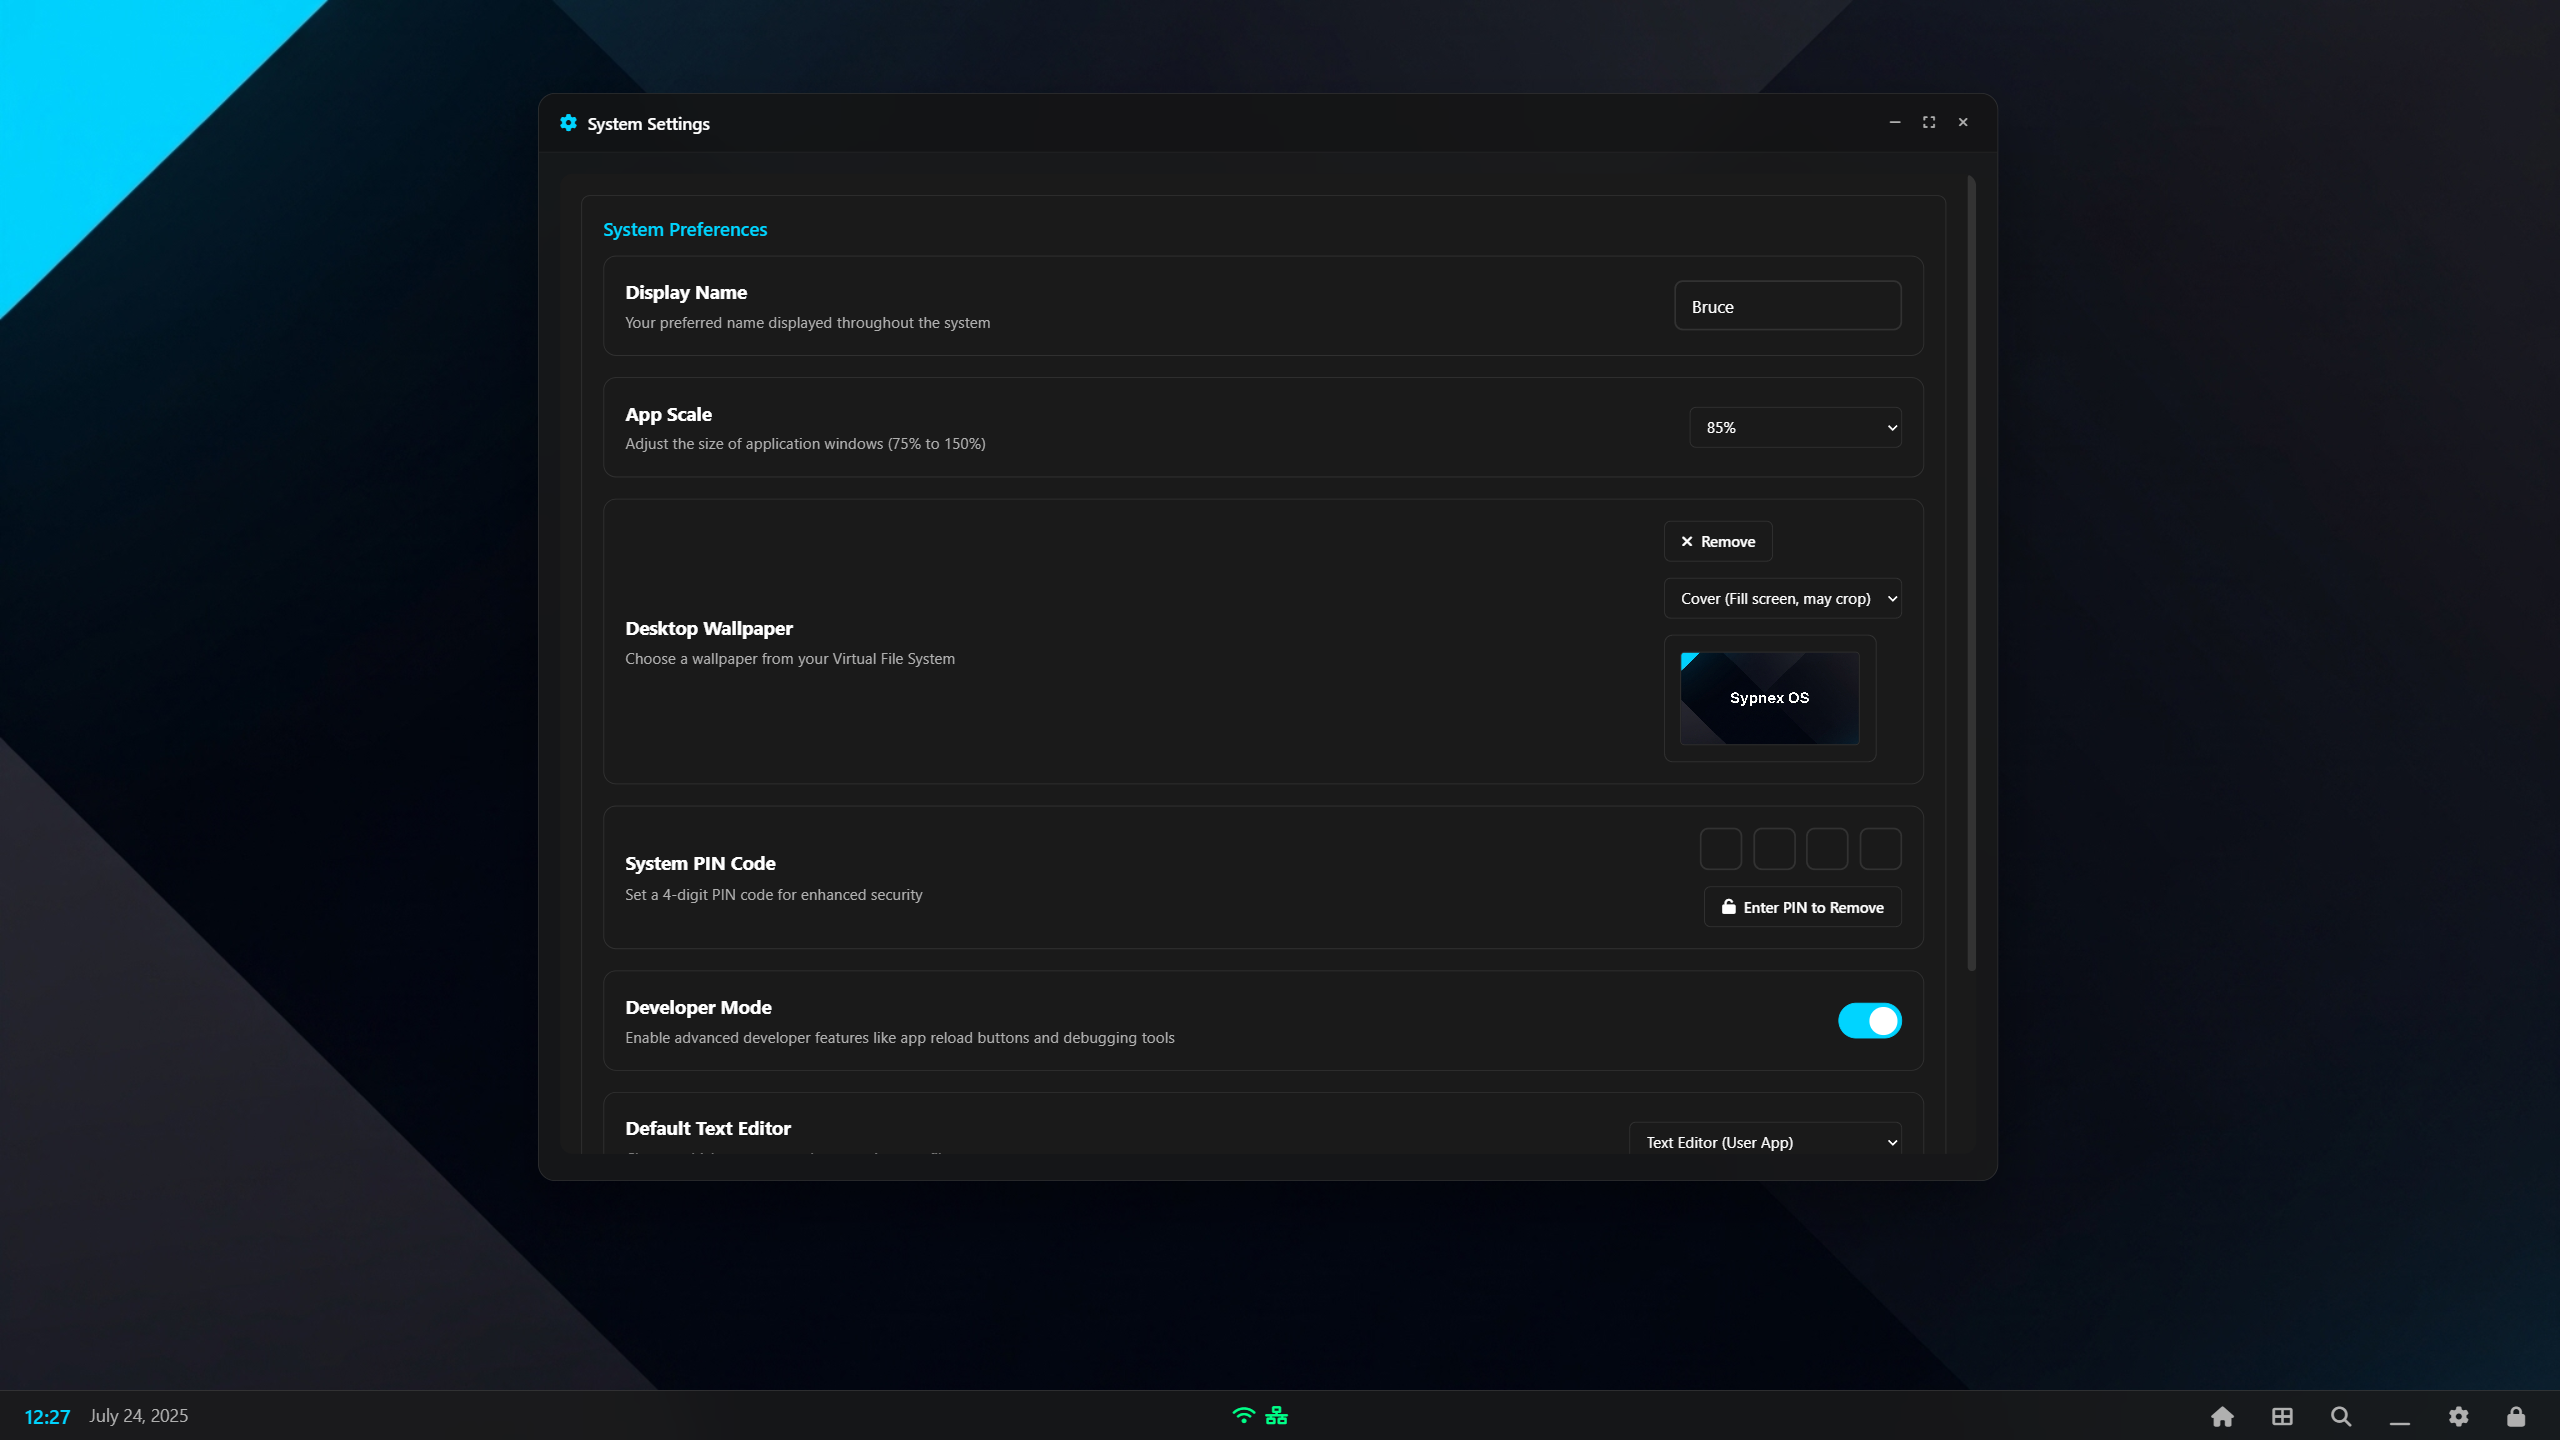 System Settings
System Preferences
Display Name
Your preferred name displayed throughout the system
Bruce
App Scale
Adjust the size of application windows (75% to 150%)
85%
Remove
Cover (Fill screen, may crop)
Desktop Wallpaper
Choose a wallpaper from your Virtual File System
Sypnex OS
System PIN Code
Set a 4-digit PIN code for enhanced security
Enter PIN to Remove
Developer Mode
Enable advanced developer features like app reload buttons and debugging tools
Default Text Editor
Text Editor (User App)
12:27
July 24, 2025